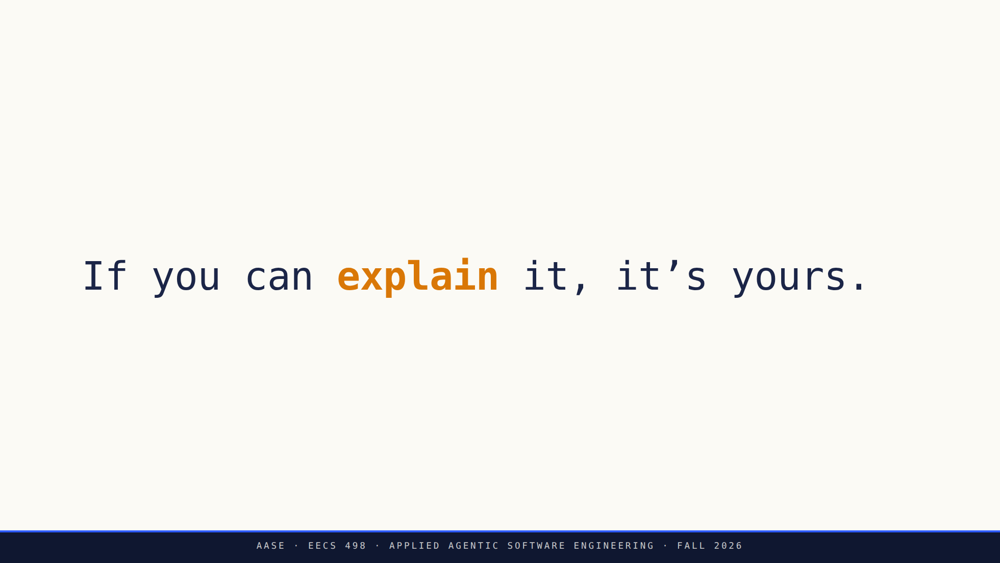 If you can explain it, it’s yours.
AASE · EECS 498 · APPLIED AGENTIC SOFTWARE ENGINEERING · FALL 2026